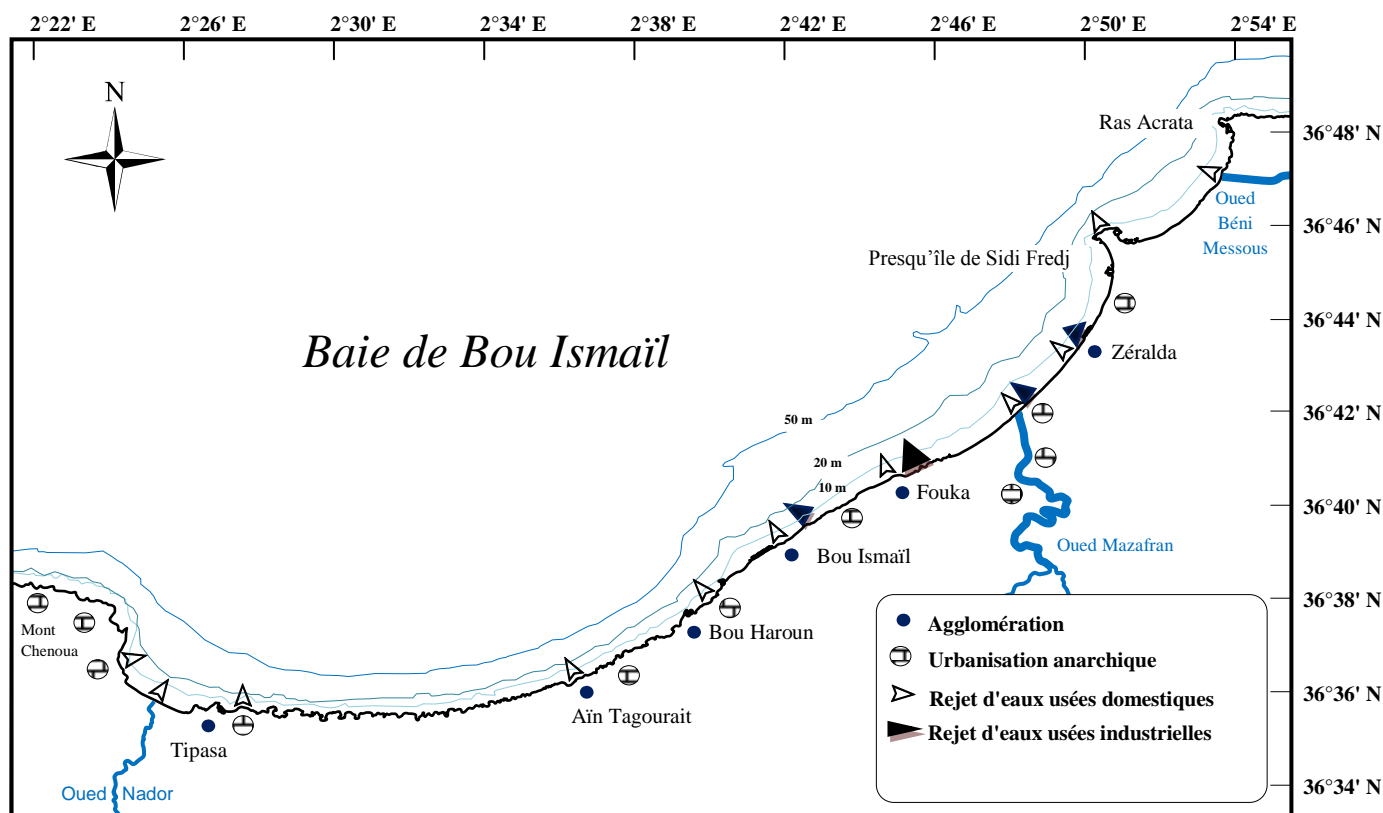 2°22' E 2°26' E 2°30' E 2°34' E 2°38' E 2°42' E 2°46' E 2°50' E 2°54' E
N
Ras Acrata
36°48' N
Oued
Béni
Messous
36°46' N
Presqu'île de Sidi Fredj
36°44' N
Baie de Bou Ismaïl
Zéralda
36°42' N
50 m
20 m
10 m
Fouka
36°40' N
Oued Mazafran
Bou Ismaïl
36°38' N
Mont
Chenoua
Bou Haroun
Aïn Tagourait
36°36' N
Tipasa
Oued Nador
36°34' N
Agglomération
Urbanisation anarchique
Rejet d'eaux usées domestiques
Rejet d'eaux usées industrielles